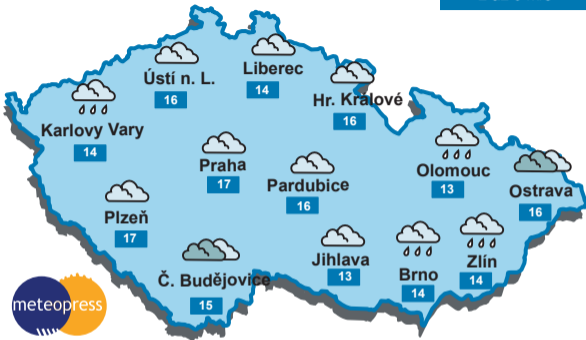 Liberec
14
Ústí n. L.
16
Hr. Králové
16
Karlovy Vary
14
Praha
17
Pardubice
16
Olomouc
13
Ostrava
16
Plzeň
17
Jihlava
13
Brno
14
Zlín
14
Č. Budějovice
15
meteopress